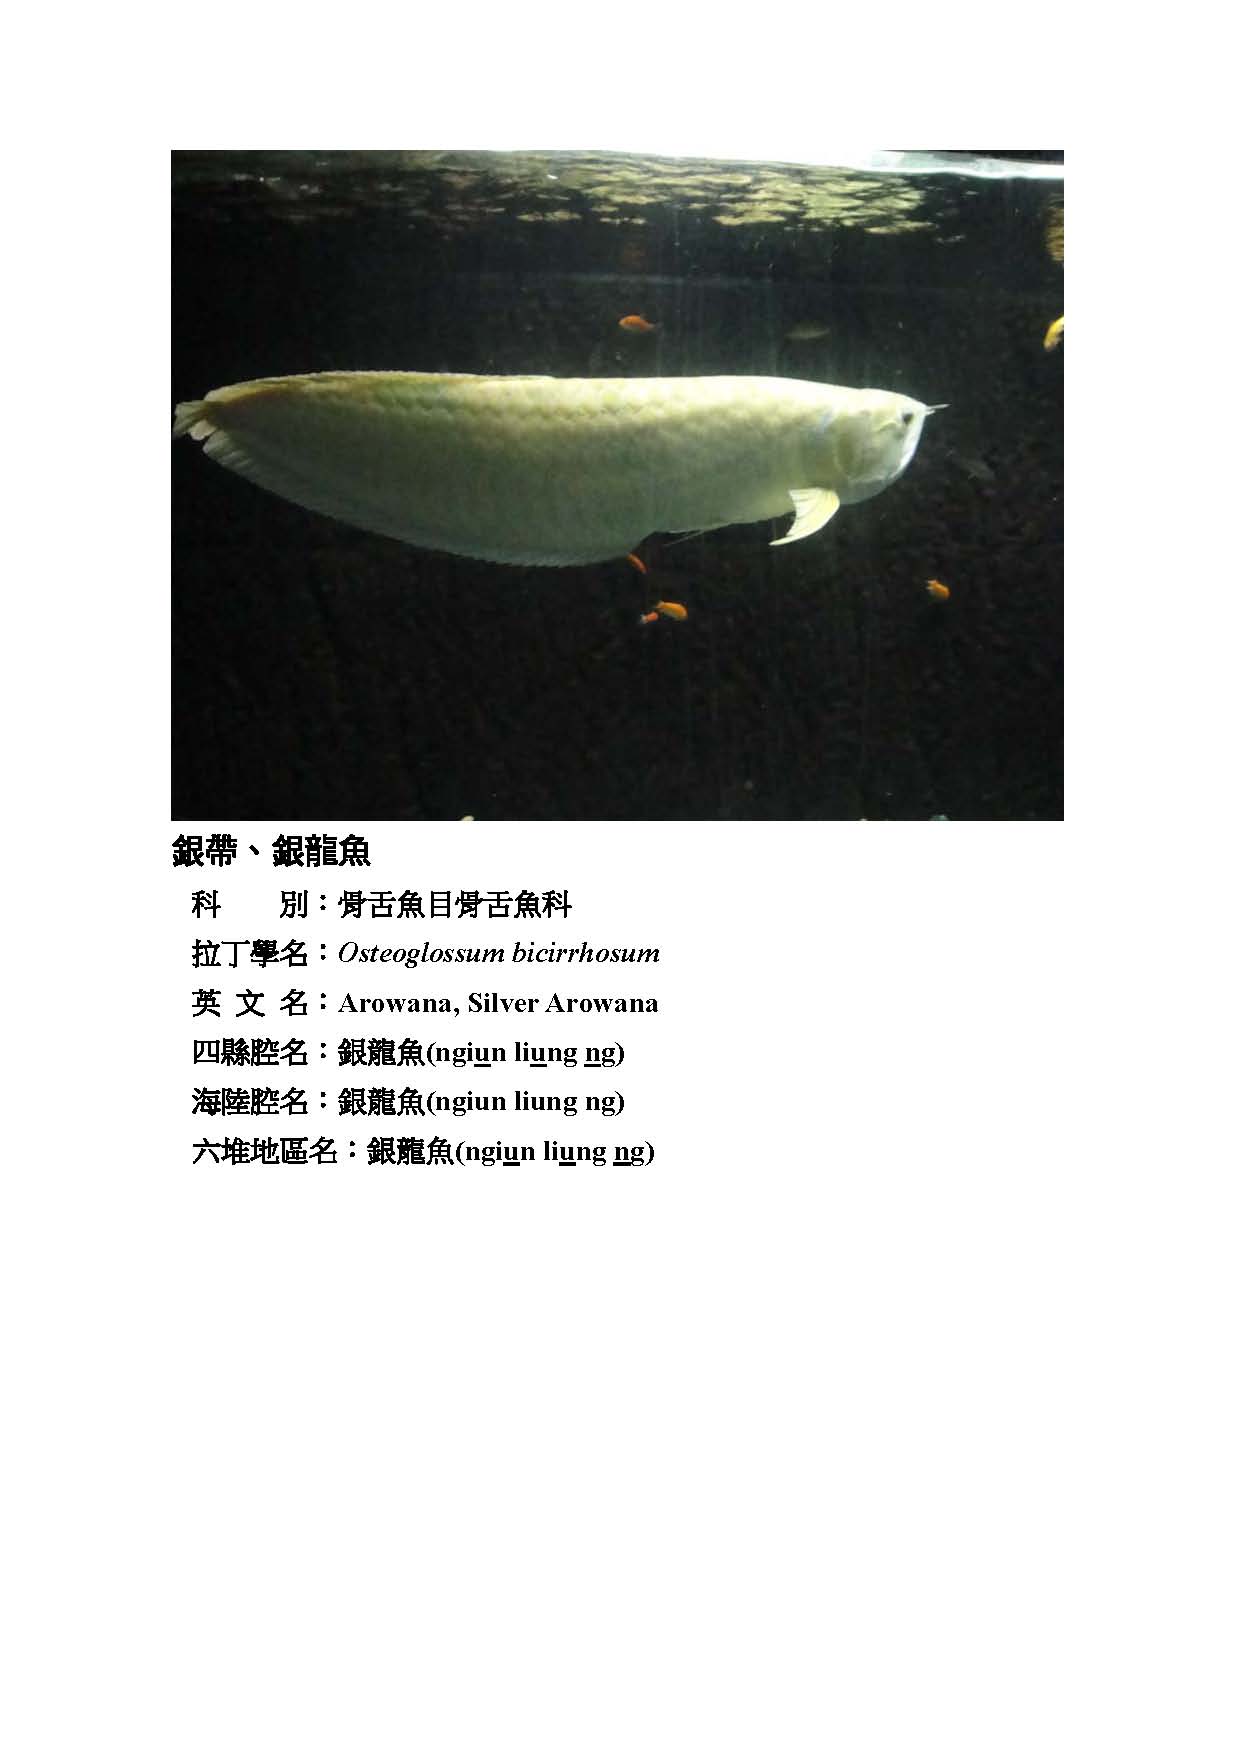 銀帶、銀龍魚
科　　別：骨舌魚目骨舌魚科
拉丁學名：Osteoglossum bicirrhosum
英 文 名：Arowana, Silver Arowana
四縣腔名：銀龍魚(ngiun liung ng)
海陸腔名：銀龍魚(ngiun liung ng)
六堆地區名：銀龍魚(ngiun liung ng)